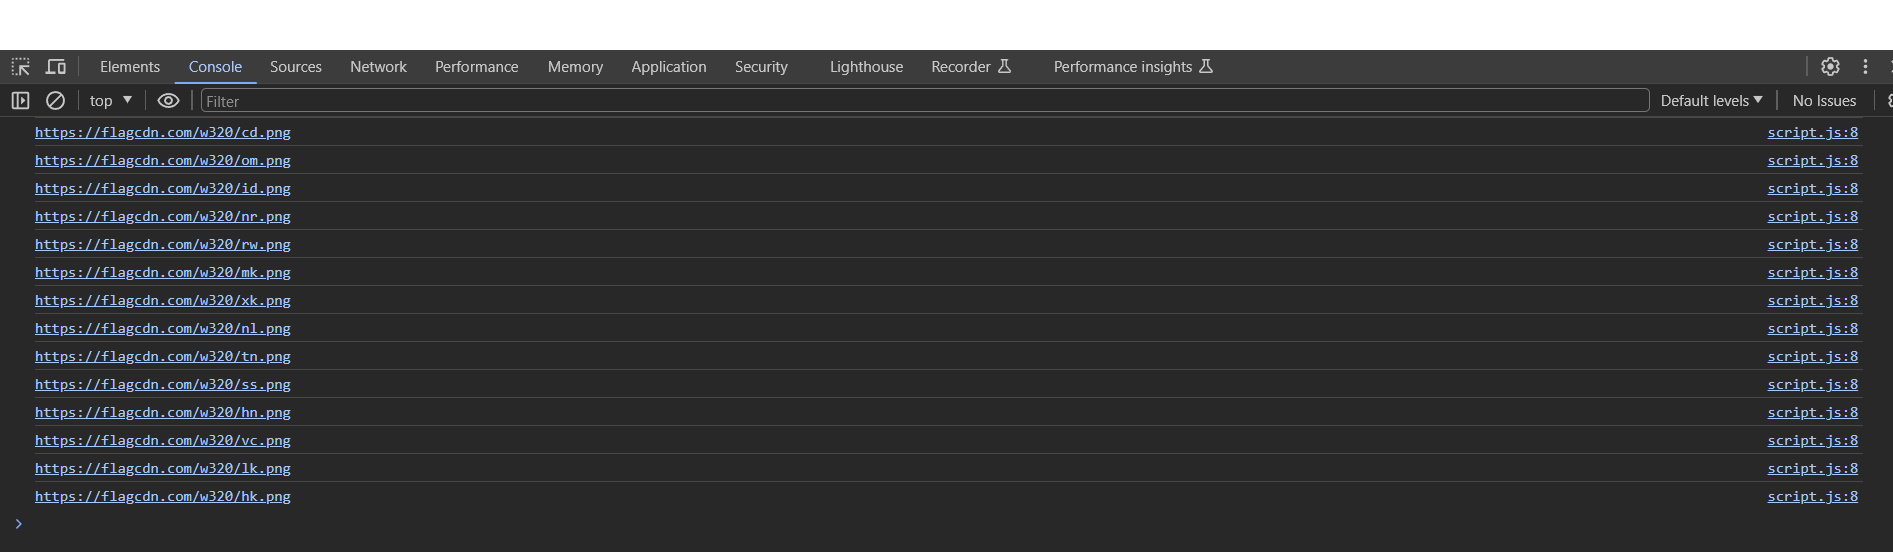 Elements Console Sources Network Performance Memory Application Security Lighthouse Recorder Performance insights
top Filter Default levels No Issues
https://flagcdn.com/w320/cd.png script.js:8
https://flagcdn.com/w320/om.png script.js:8
https://flagcdn.com/w320/id.png script.js:8
https://flagcdn.com/w320/nr.png script.js:8
https://flagcdn.com/w320/rw.png script.js:8
https://flagcdn.com/w320/mk.png script.js:8
https://flagcdn.com/w320/xk.png script.js:8
https://flagcdn.com/w320/nl.png script.js:8
https://flagcdn.com/w320/tn.png script.js:8
https://flagcdn.com/w320/ss.png script.js:8
https://flagcdn.com/w320/hn.png script.js:8
https://flagcdn.com/w320/vc.png script.js:8
https://flagcdn.com/w320/lk.png script.js:8
https://flagcdn.com/w320/hk.png script.js:8